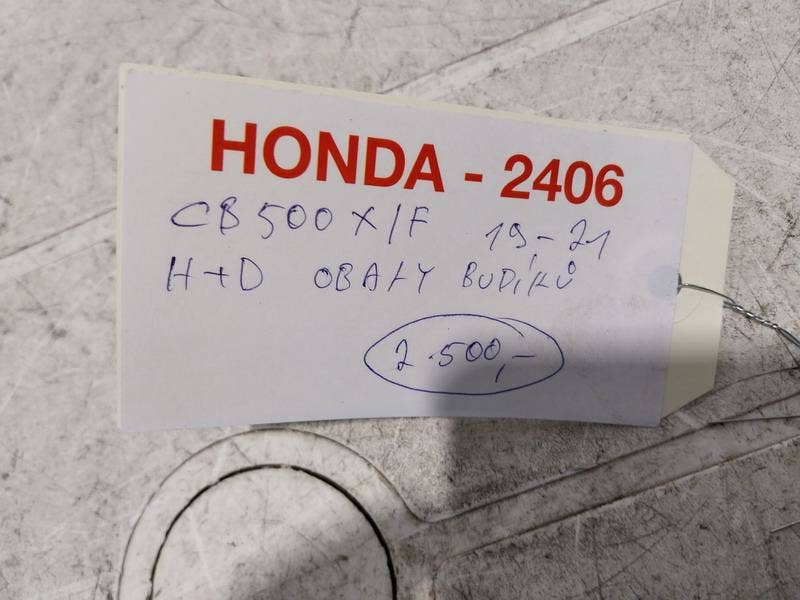 HONDA - 2406
CB500X/F 19-21
H+D OBALY BUDÍKŮ
2.500,-